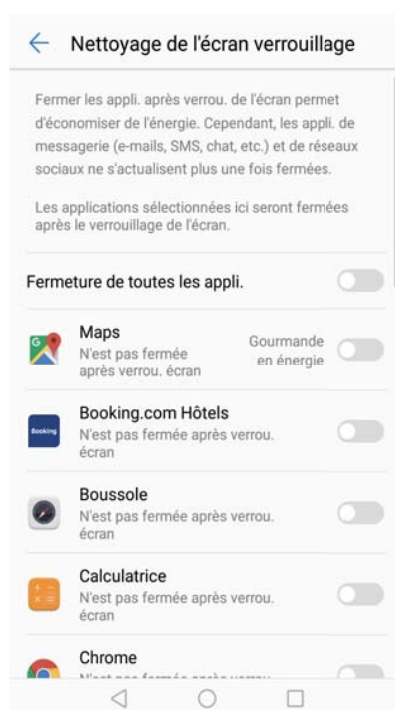 Nettoyage de l'écran verrouillage
Fermer les appli. après verrou. de l'écran permet
d'économiser de l'énergie. Cependant, les appli. de
messagerie (e-mails, SMS, chat, etc.) et de réseaux
sociaux ne s'actualisent plus une fois fermées.
Les applications sélectionnées ici seront fermées
après le verrouillage de l'écran.
Fermeture de toutes les appli.
Maps
N'est pas fermée
après verrou. écran
Gourmande
en énergie
Booking
Booking.com Hôtels
N'est pas fermée après verrou.
écran
Boussole
N'est pas fermée après verrou.
écran
Calculatrice
N'est pas fermée après verrou.
écran
Chrome